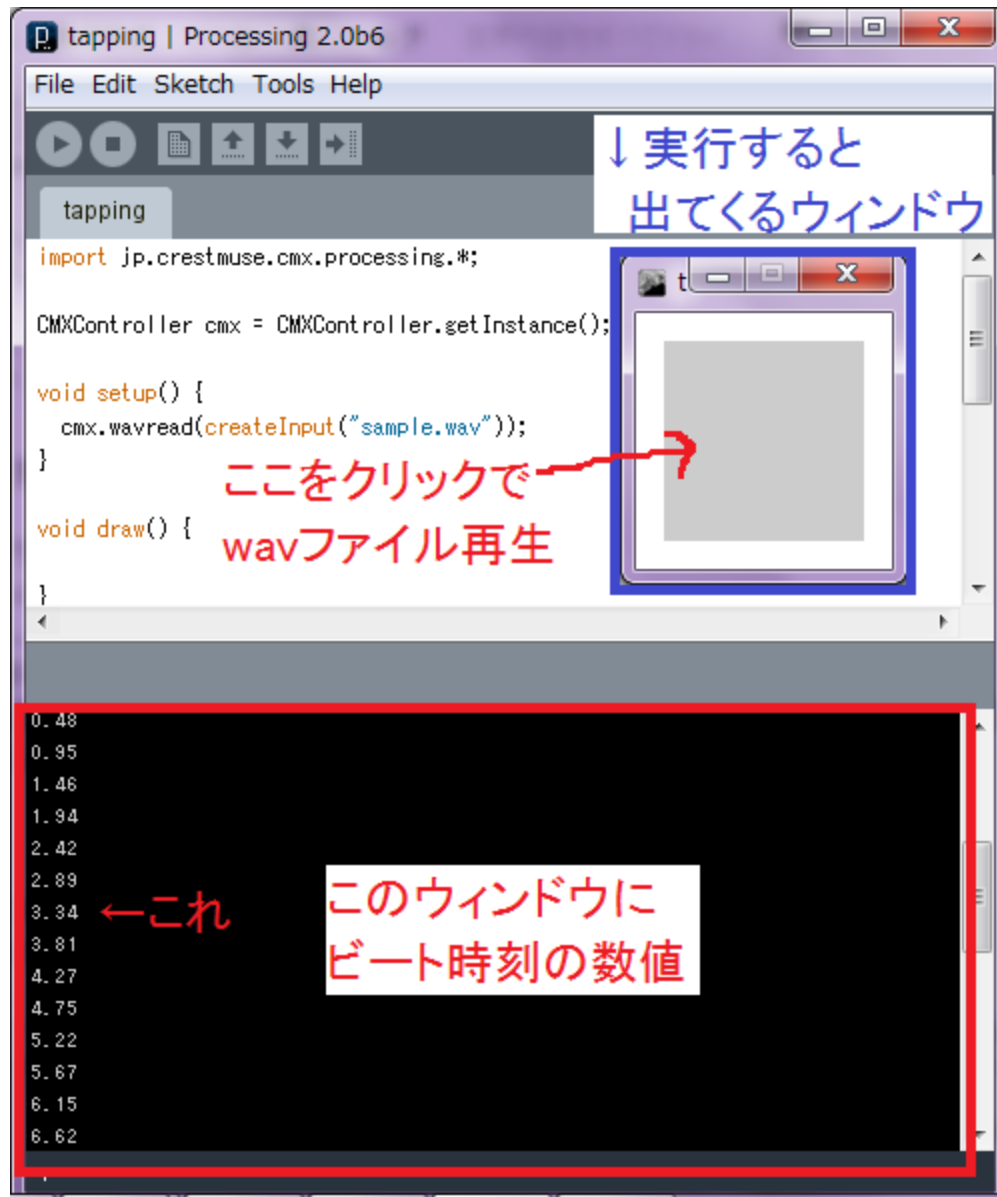 tapping | Processing 2.0b6
File Edit Sketch Tools Help
↓実行すると
出てくるウィンドウ
tapping
import jp.crestmuse.cmx.processing.*;
t
CMXController cmx = CMXController.getInstance();
void setup() {
cmx.wavread(createInput("sample.wav"));
}
ここをクリックで
wavファイル再生
void draw() {
}
0.48
0.95
1.46
1.94
2.42
2.89
3.34
3.81
4.27
4.75
5.22
5.67
6.15
6.62
←これ
このウィンドウに
ビート時刻の数値